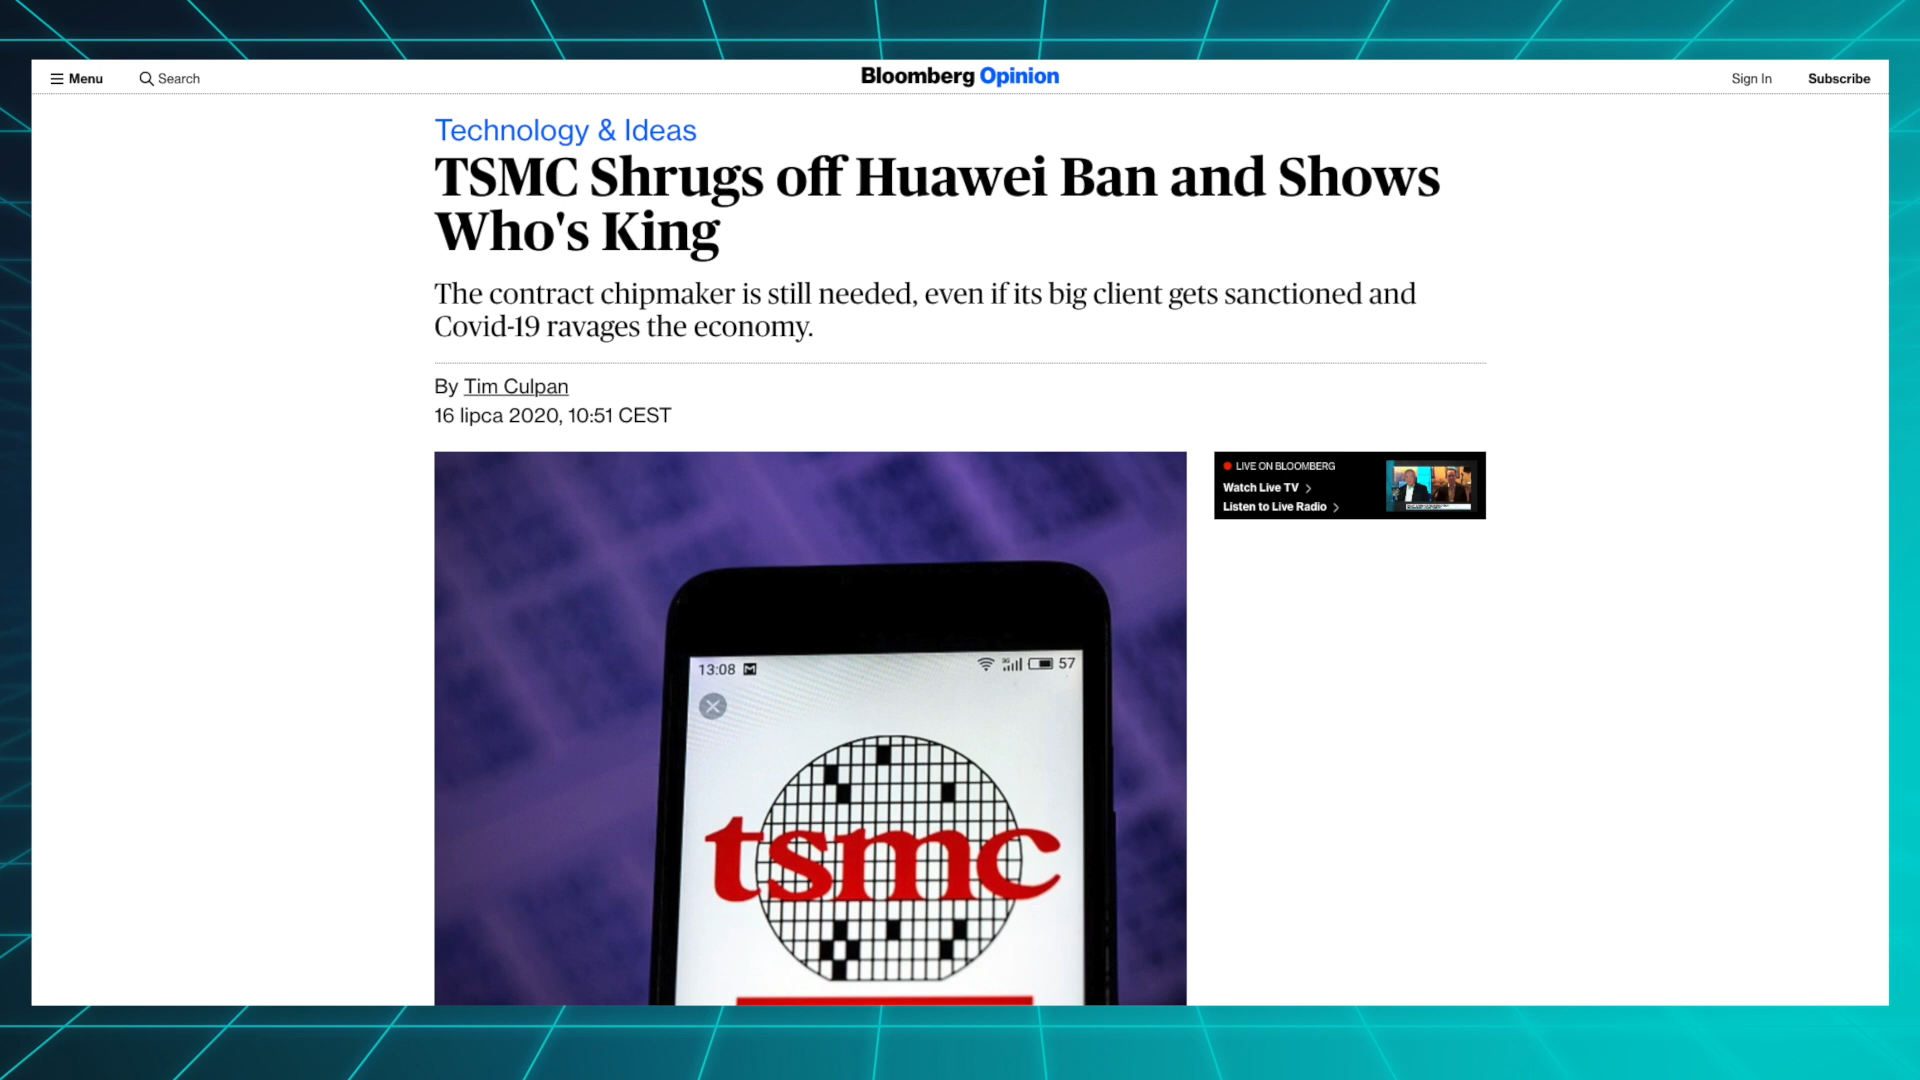 Menu
Search
Bloomberg Opinion
Sign In
Subscribe
Technology & Ideas
TSMC Shrugs off Huawei Ban and Shows
Who's King
The contract chipmaker is still needed, even if its big client gets sanctioned and
Covid-19 ravages the economy.
By Tim Culpan
16 lipca 2020, 10:51 CEST
LIVE ON BLOOMBERG
Watch Live TV
Listen to Live Radio
13:08
57
tsmc